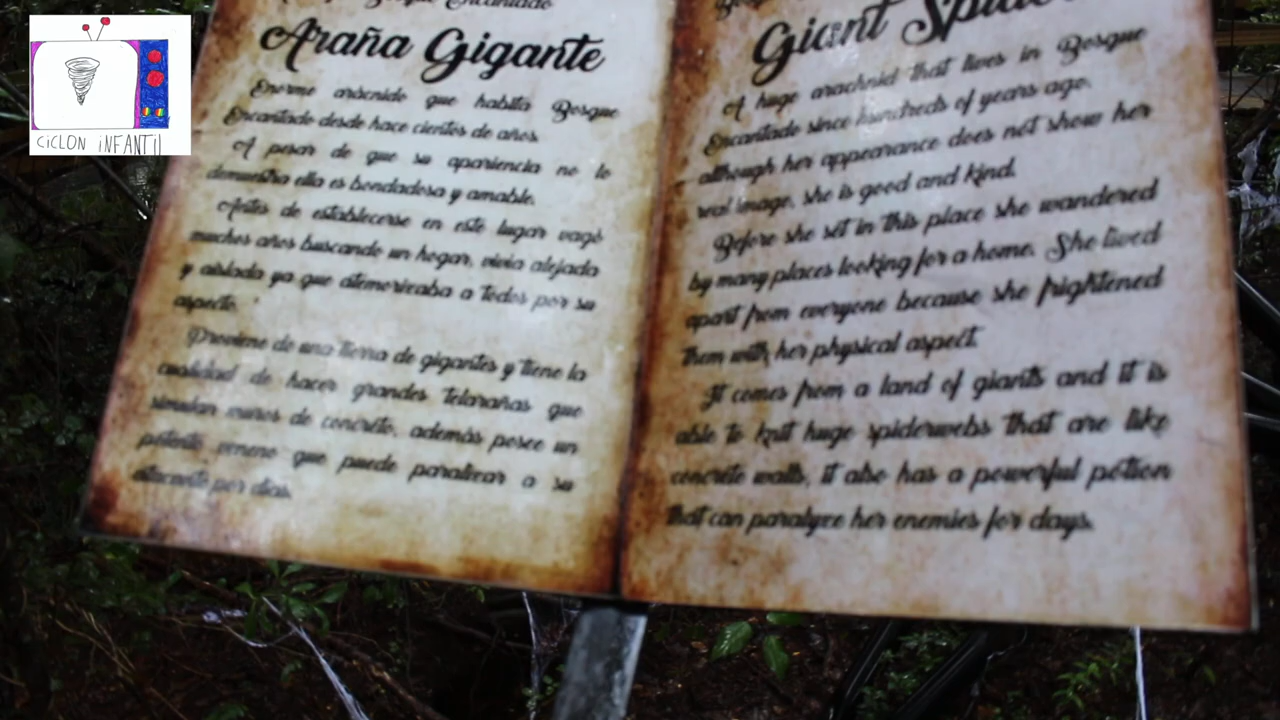 CICLON INFANTIL
Bosque Encantado
Araña Gigante
Enorme arácnido que habita Bosque
Encantado desde hace cientos de años.
A pesar de que su apariencia no lo
demuestra ella es bondadosa y amable.
Antes de establecerse en este lugar vagó
muchos años buscando un hogar, vivía alejada
y aislada ya que atemorizaba a todos por su
aspecto.
Proviene de una tierra de gigantes y tiene la
cualidad de hacer grandes telarañas que
simulan muros de concreto, además posee un
potente veneno que puede paralizar a su
atacante por días.
Giant Spider
A huge arachnid that lives in Bosque
Encantado since hundreds of years ago.
although her appearance does not show her
real image, she is good and kind.
Before she set in this place she wandered
by many places looking for a home. She lived
apart from everyone because she frightened
them with her physical aspect.
It comes from a land of giants and it is
able to knit huge spiderwebs that are like
concrete walls, it also has a powerful potion
that can paralyze her enemies for days.